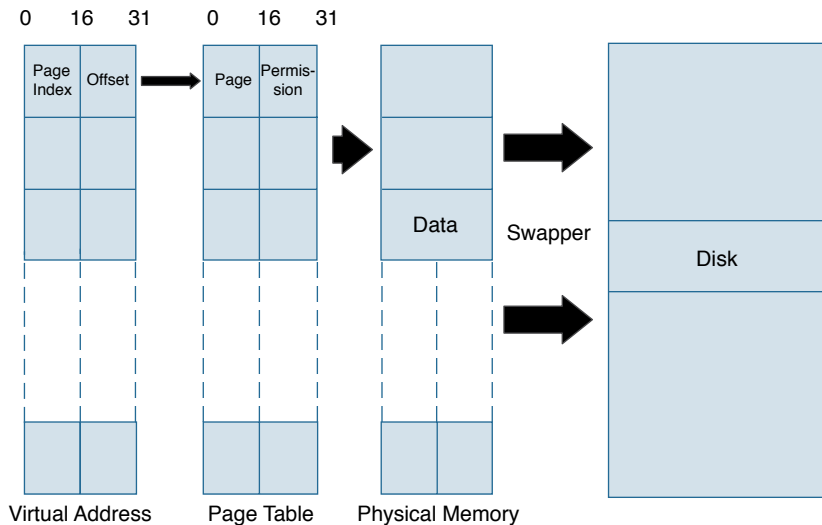 0 16 31
0 16 31
Page
Index
Offset
Page
Permis-
sion
Data
Swapper
Disk
Virtual Address
Page Table
Physical Memory